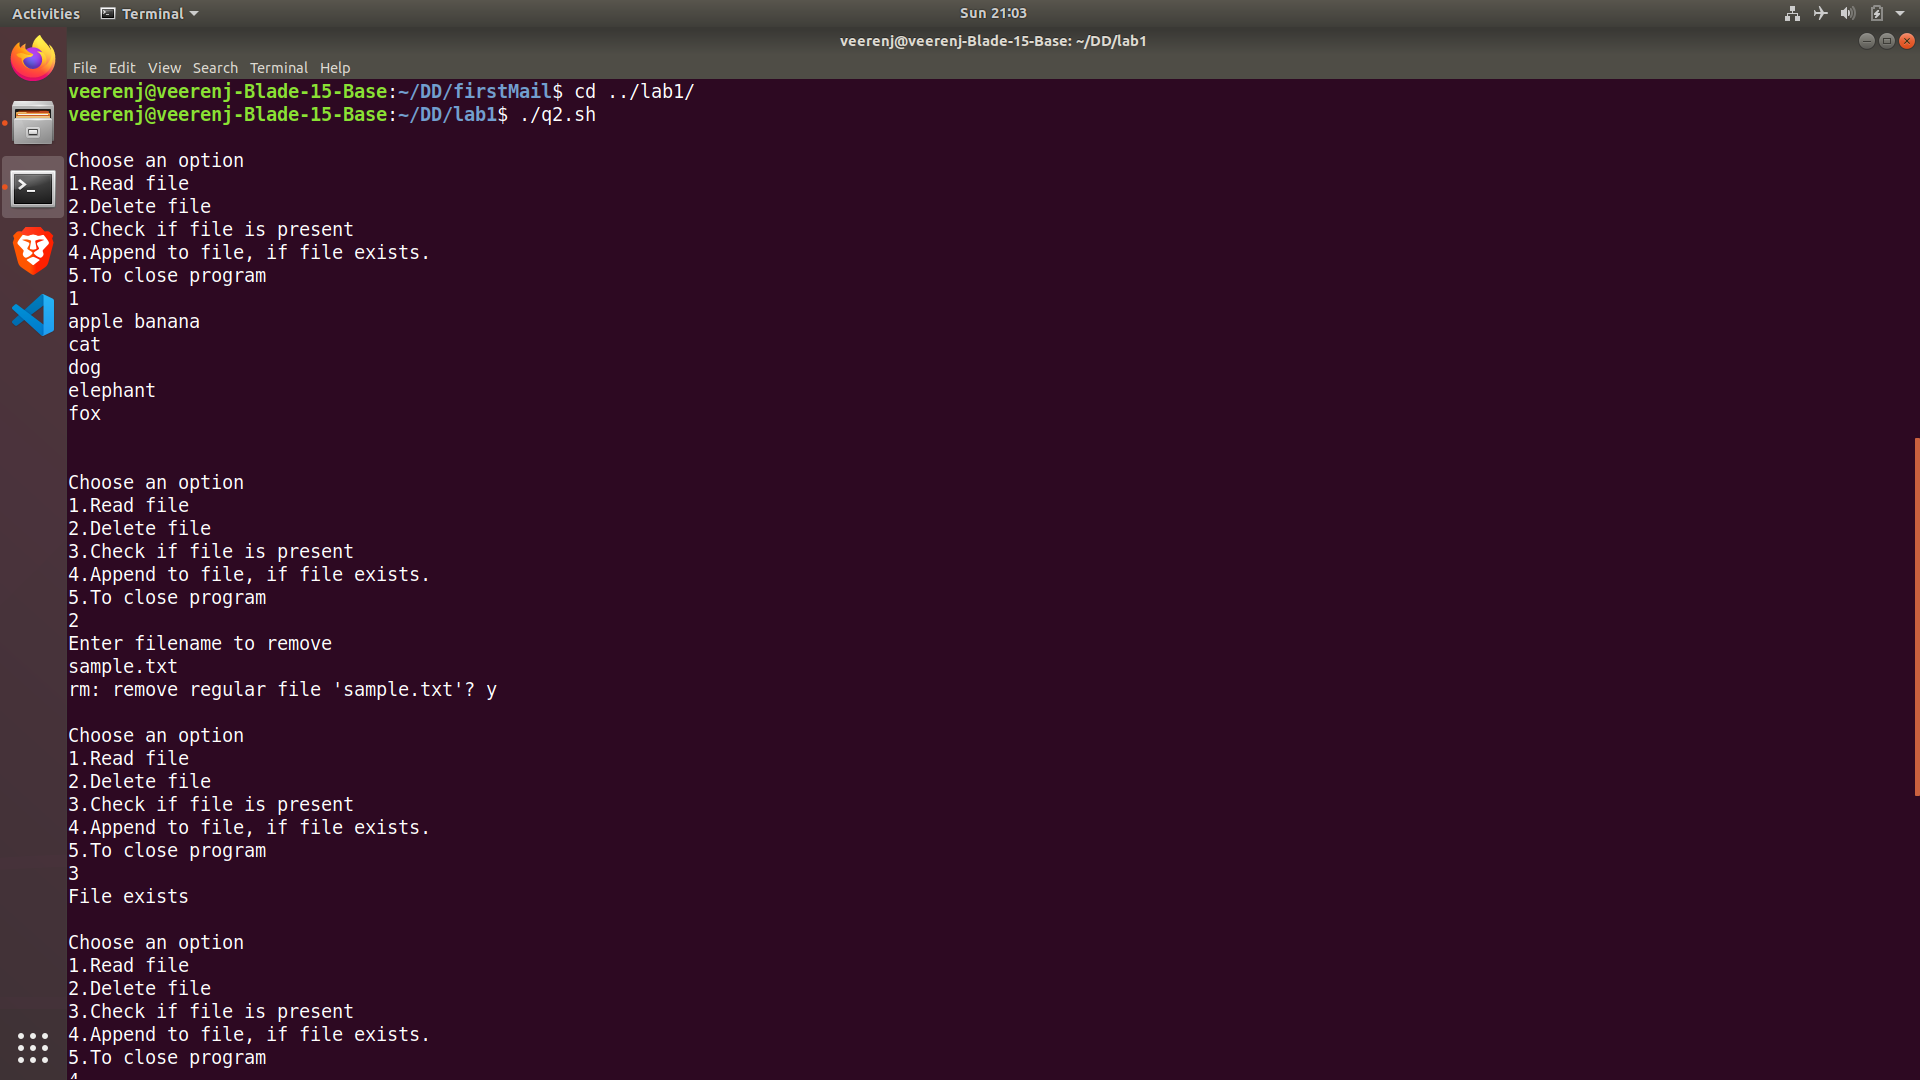 Activities
Terminal
Sun 21:03
veerenj@veerenj-Blade-15-Base: ~/DD/lab1
File Edit View Search Terminal Help
veerenj@veerenj-Blade-15-Base:~/DD/firstMail$ cd ../lab1/
veerenj@veerenj-Blade-15-Base:~/DD/lab1$ ./q2.sh
Choose an option
1.Read file
2.Delete file
3.Check if file is present
4.Append to file, if file exists.
5.To close program
1
apple banana
cat
dog
elephant
fox
Choose an option
1.Read file
2.Delete file
3.Check if file is present
4.Append to file, if file exists.
5.To close program
2
Enter filename to remove
sample.txt
rm: remove regular file 'sample.txt'? y
Choose an option
1.Read file
2.Delete file
3.Check if file is present
4.Append to file, if file exists.
5.To close program
3
File exists
Choose an option
1.Read file
2.Delete file
3.Check if file is present
4.Append to file, if file exists.
5.To close program
4